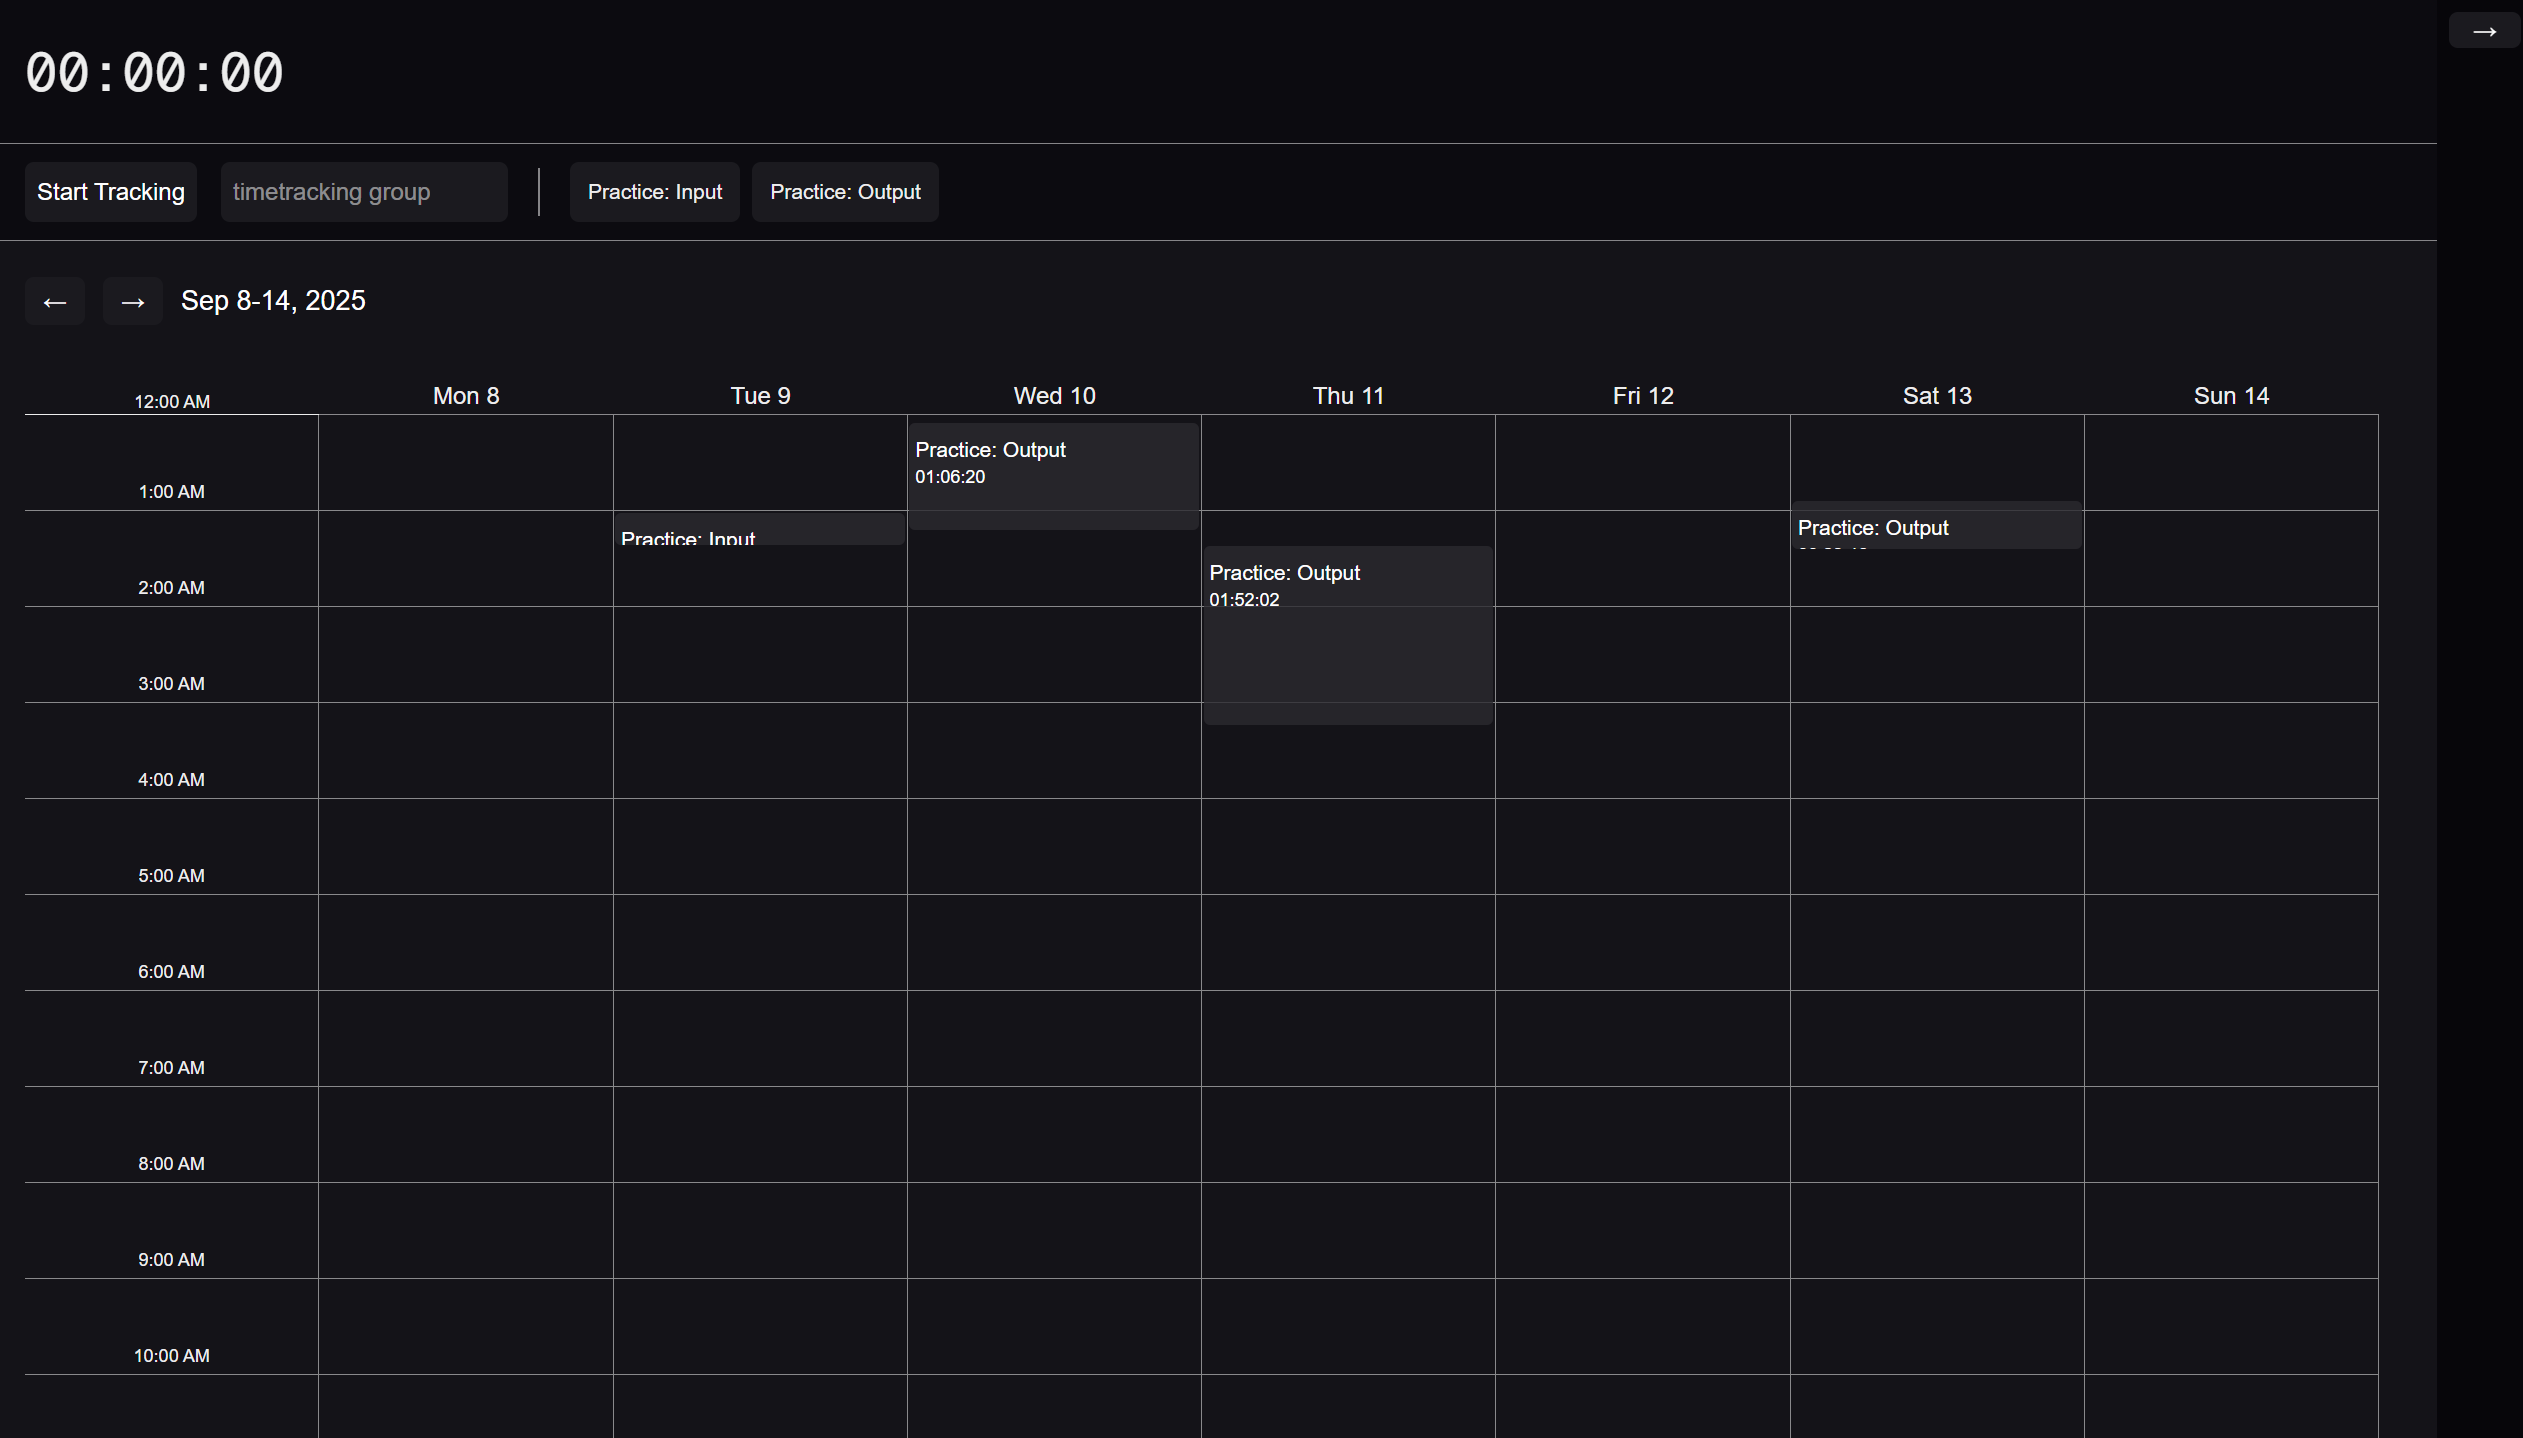 00:00:00
→
Start Tracking
timetracking group
Practice: Input
Practice: Output
← → Sep 8-14, 2025
12:00 AM
Mon 8
Tue 9
Wed 10
Thu 11
Fri 12
Sat 13
Sun 14
Practice: Output
01:06:20
1:00 AM
Practice: Input
Practice: Output
Practice: Output
01:52:02
2:00 AM
3:00 AM
4:00 AM
5:00 AM
6:00 AM
7:00 AM
8:00 AM
9:00 AM
10:00 AM